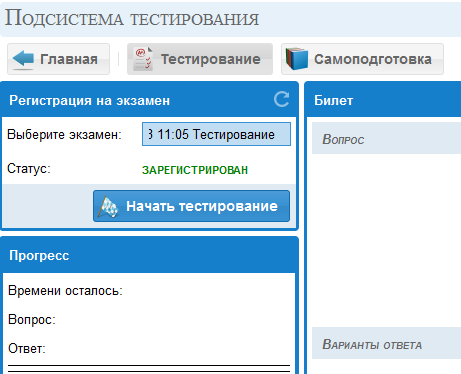 Подсистема тестирования
Главная
Тестирование
Самоподготовка
Регистрация на экзамен
Выберите экзамен:
3 11:05 Тестирование
Статус:
ЗАРЕГИСТРИРОВАН
Начать тестирование
Прогресс
Времени осталось:
Вопрос:
Ответ:
Билет
Вопрос
Варианты ответа